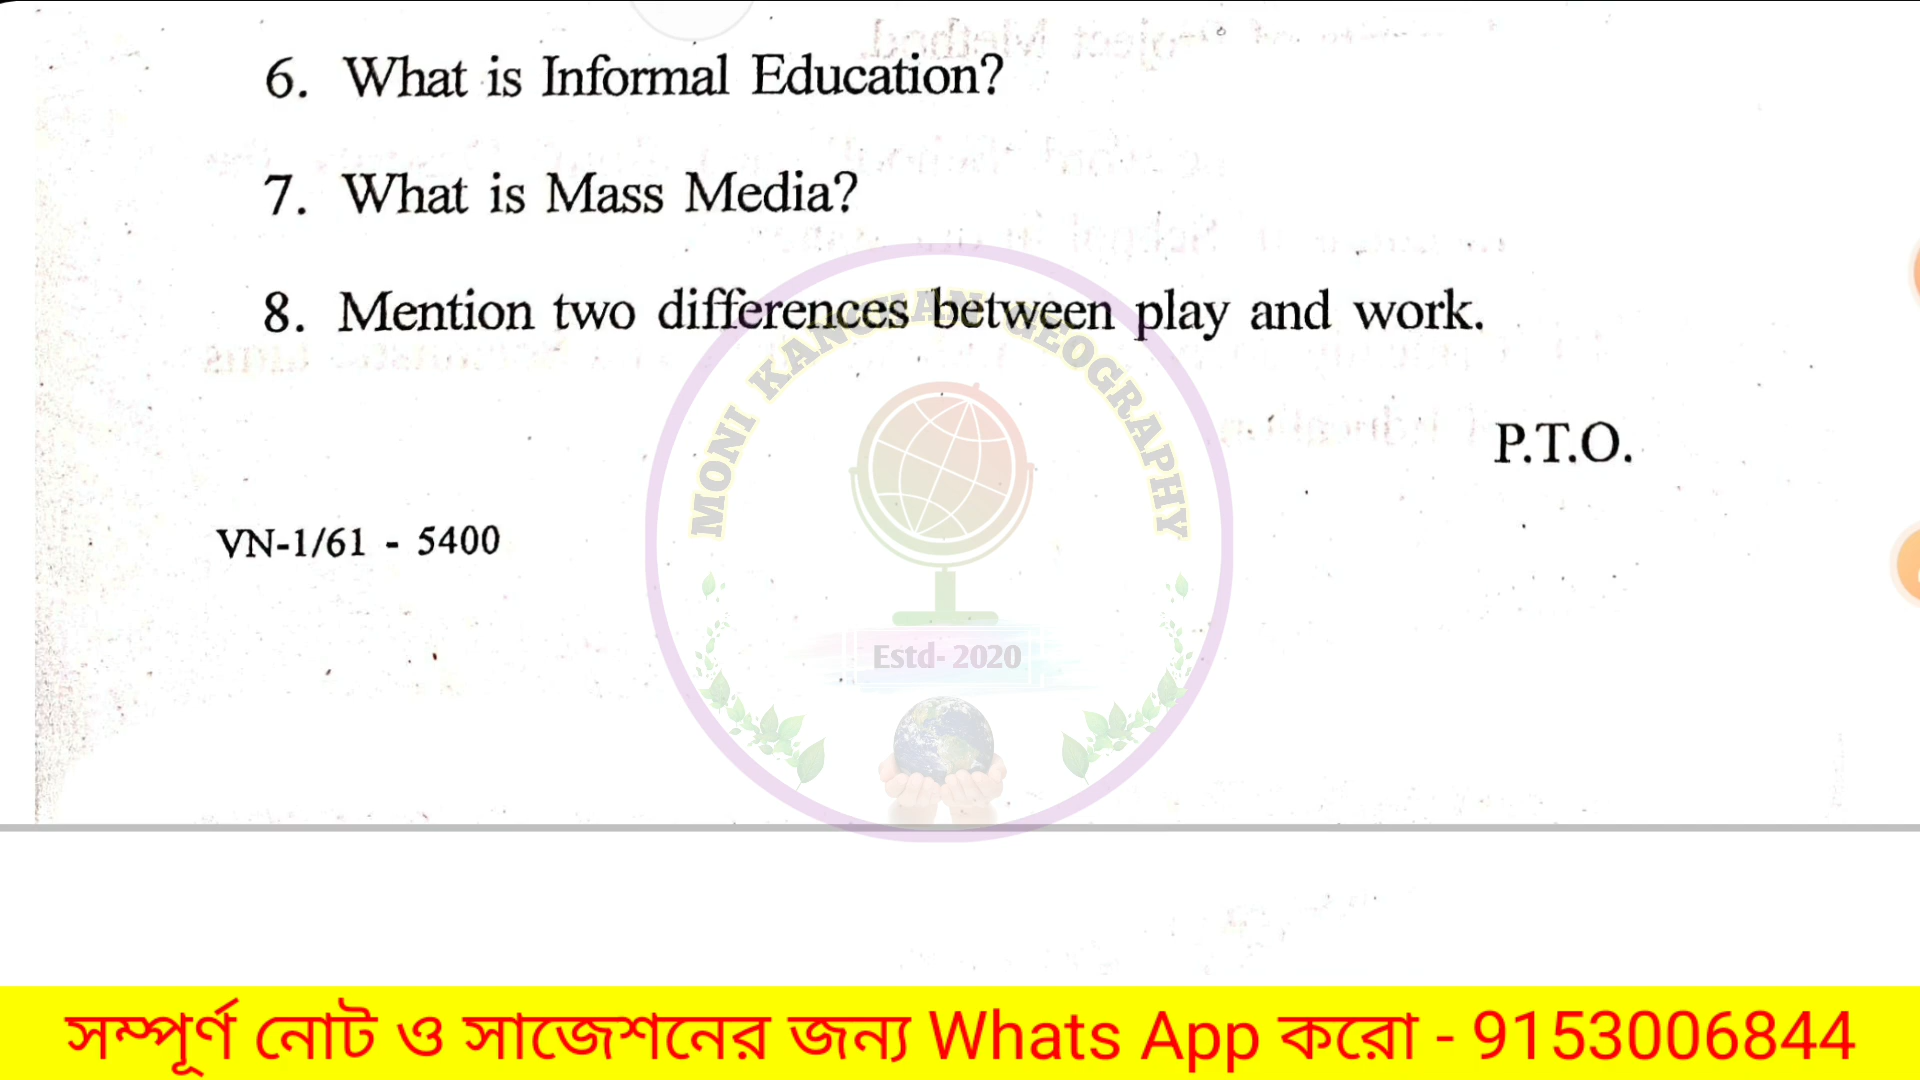 6. What is Informal Education?
7. What is Mass Media?
8. Mention two differences between play and work.
MONI KANCHAN GEOGRAPHY
P.T.O.
VN-1/61 - 5400
Estd- 2020
সম্পূর্ণ নোট ও সাজেশনের জন্য Whats App করো - 9153006844